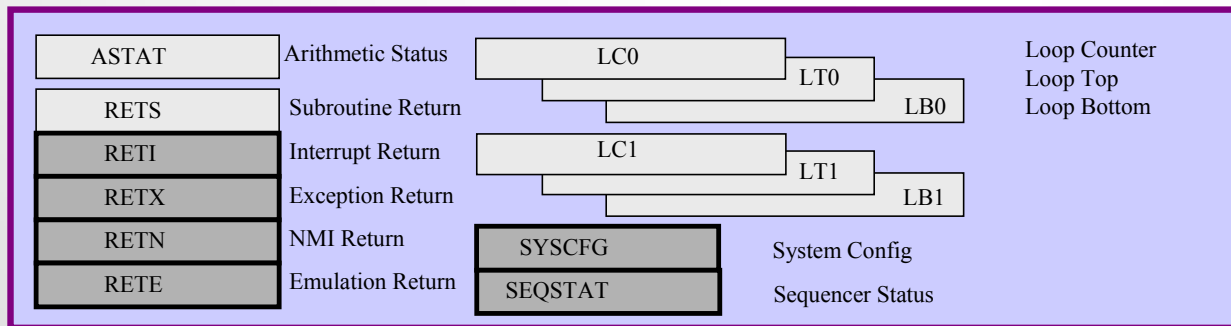 ASTAT Arithmetic Status
RETS Subroutine Return
RETI Interrupt Return
RETX Exception Return
RETN NMI Return
RETE Emulation Return
LC0
LT0
LB0
LC1
LT1
LB1
SYSCFG System Config
SEQSTAT Sequencer Status
Loop Counter
Loop Top
Loop Bottom